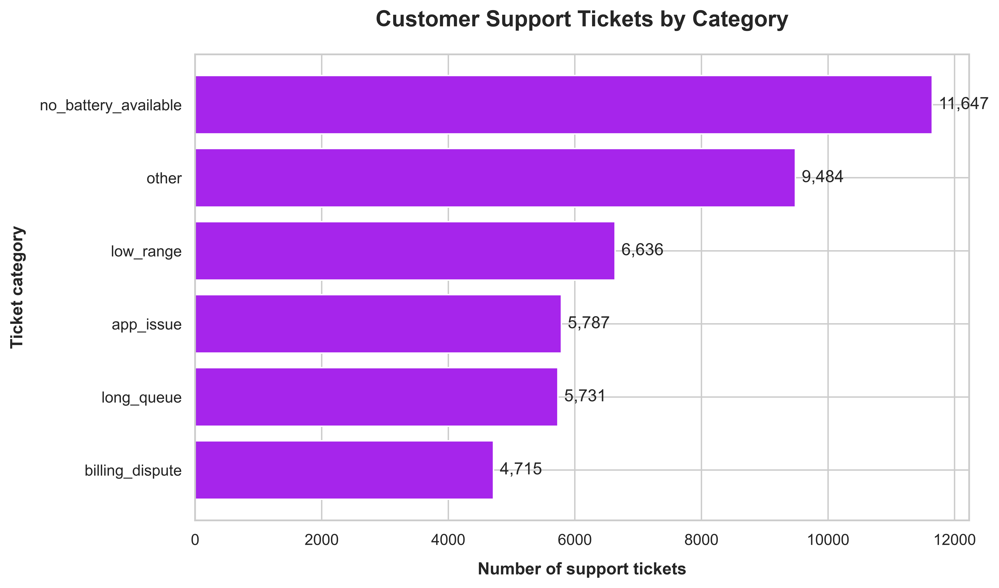 Customer Support Tickets by Category
no_battery_available
11,647
other
9,484
low_range
6,636
app_issue
5,787
long_queue
5,731
billing_dispute
4,715
Ticket category
0 2000 4000 6000 8000 10000 12000
Number of support tickets